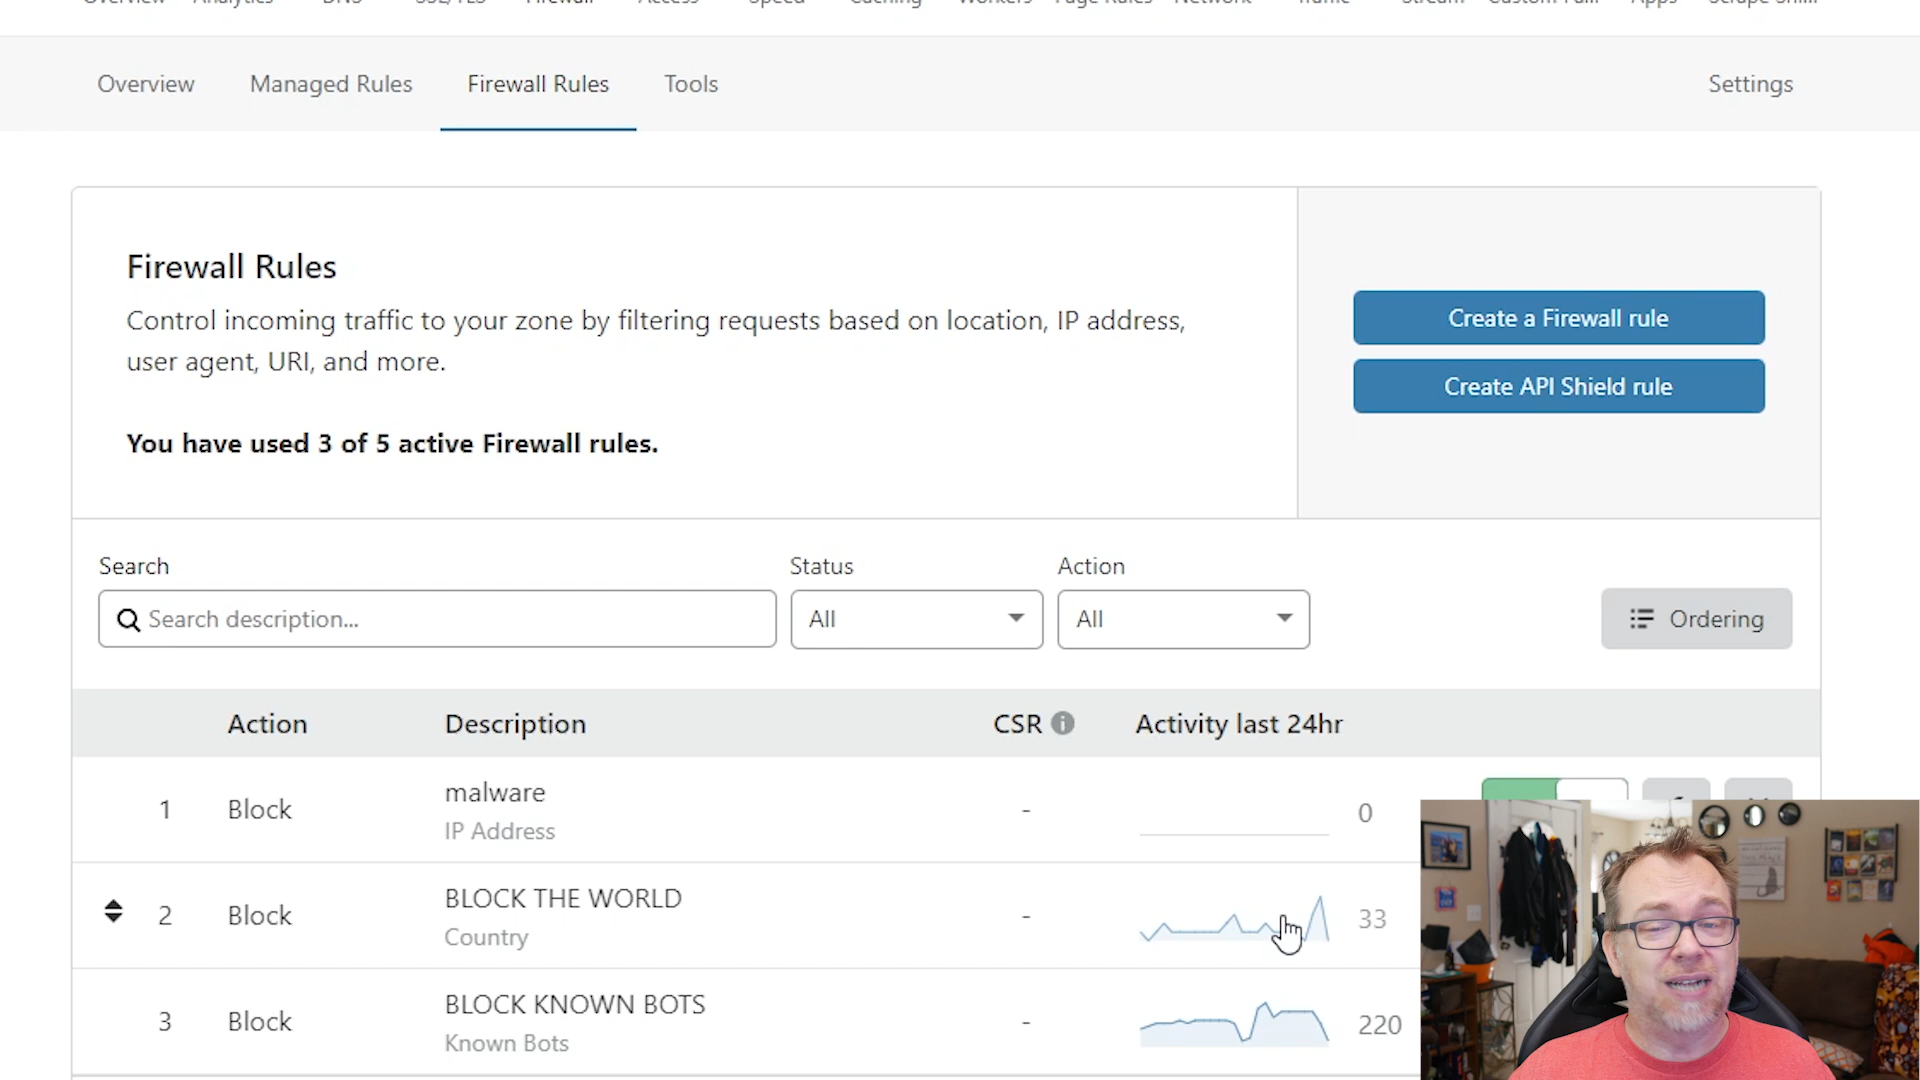 Overview Managed Rules Firewall Rules Tools Settings
Firewall Rules
Control incoming traffic to your zone by filtering requests based on location, IP address,
user agent, URI, and more.
You have used 3 of 5 active Firewall rules.
Create a Firewall rule
Create API Shield rule
Search Status Action
Search description... All All Ordering
Action Description CSR Activity last 24hr
1 Block malware - 0
IP Address
2 Block BLOCK THE WORLD - 33
Country
3 Block BLOCK KNOWN BOTS - 220
Known Bots